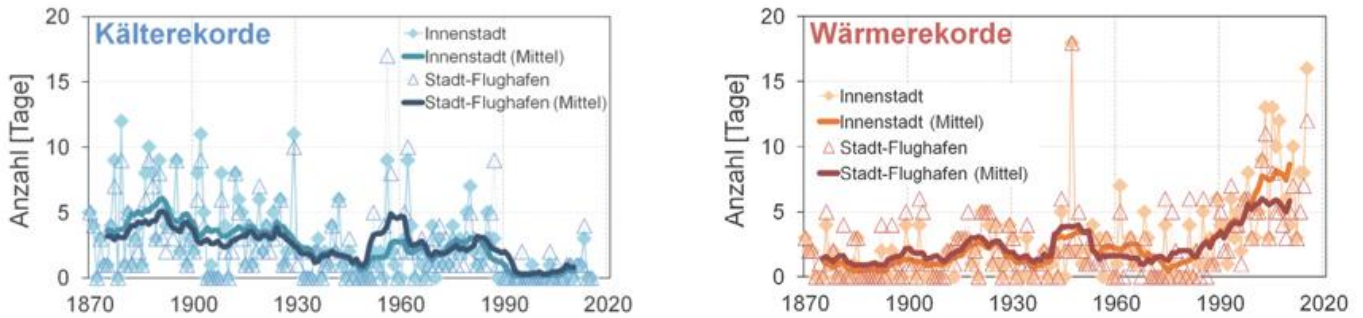 Kälterekorde
Innenstadt
Innenstadt (Mittel)
Stadt-Flughafen
Stadt-Flughafen (Mittel)
Anzahl [Tage]
20
15
10
5
0
1870 1900 1930 1960 1990 2020
Wärmerekorde
Innenstadt
Innenstadt (Mittel)
Stadt-Flughafen
Stadt-Flughafen (Mittel)
Anzahl [Tage]
20
15
10
5
0
1870 1900 1930 1960 1990 2020